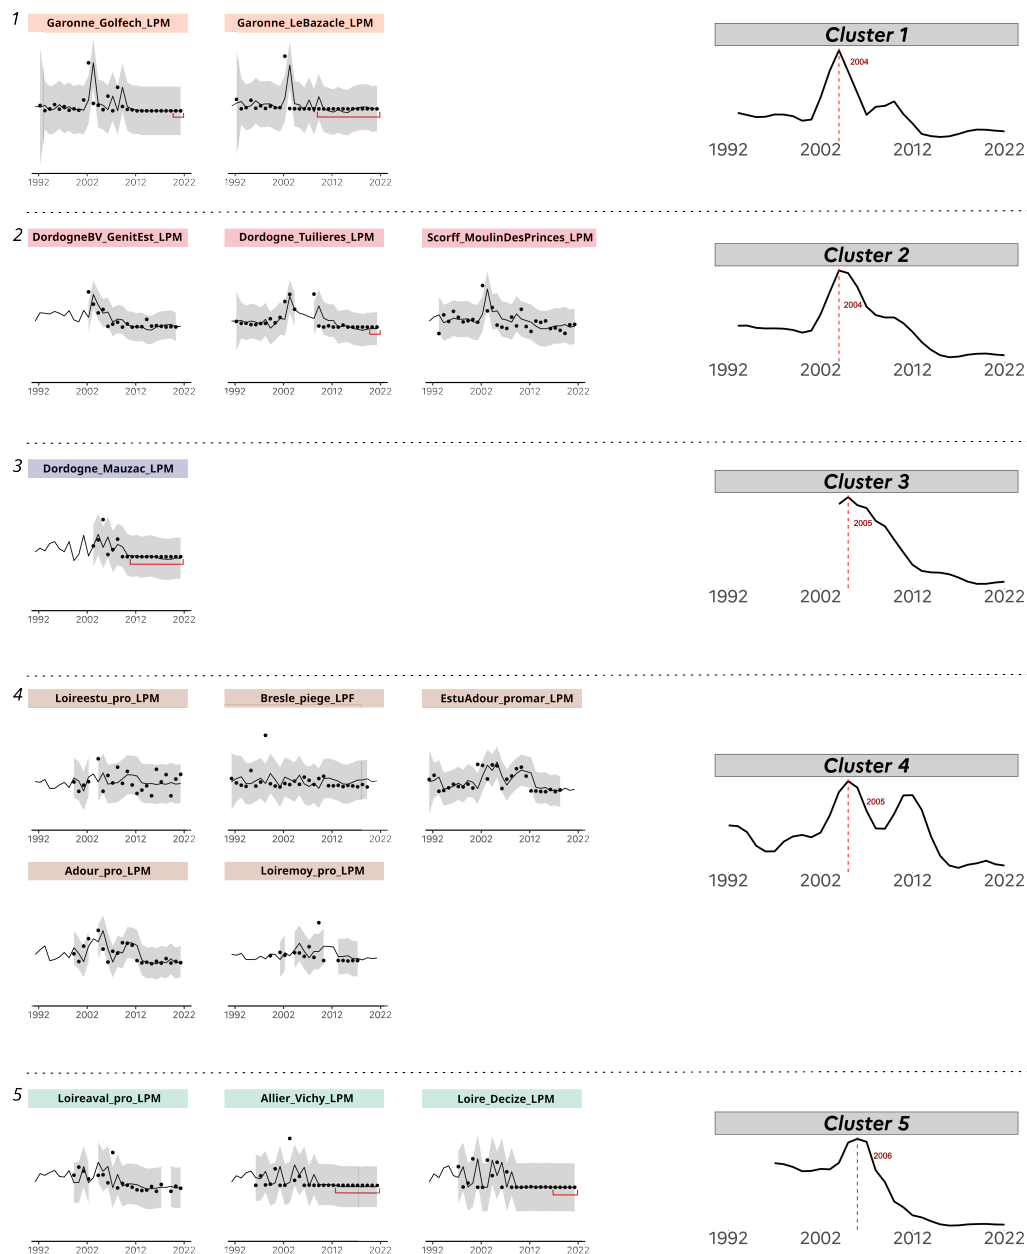 1
Garonne_Golfech_LPM
Garonne_LeBazacle_LPM
Cluster 1
2004
1992 2002 2012 2022
1992 2002 2012 2022
1992 2002 2012 2022
2
DordogneBV_GenitEst_LPM
Dordogne_Tuilieres_LPM
Scorff_MoulinDesPrinces_LPM
Cluster 2
2004
1992 2002 2012 2022
1992 2002 2012 2022
1992 2002 2012 2022
1992 2002 2012 2022
3
Dordogne_Mauzac_LPM
Cluster 3
2005
1992 2002 2012 2022
1992 2002 2012 2022
4
Loireestu_pro_LPM
Bresle_piege_LPF
EstuAdour_promar_LPM
Cluster 4
2005
1992 2002 2012 2022
1992 2002 2012 2022
1992 2002 2012 2022
1992 2002 2012 2022
Adour_pro_LPM
Loiremoy_pro_LPM
1992 2002 2012 2022
1992 2002 2012 2022
5
Loireaval_pro_LPM
Allier_Vichy_LPM
Loire_Decize_LPM
Cluster 5
2006
1992 2002 2012 2022
1992 2002 2012 2022
1992 2002 2012 2022
1992 2002 2012 2022